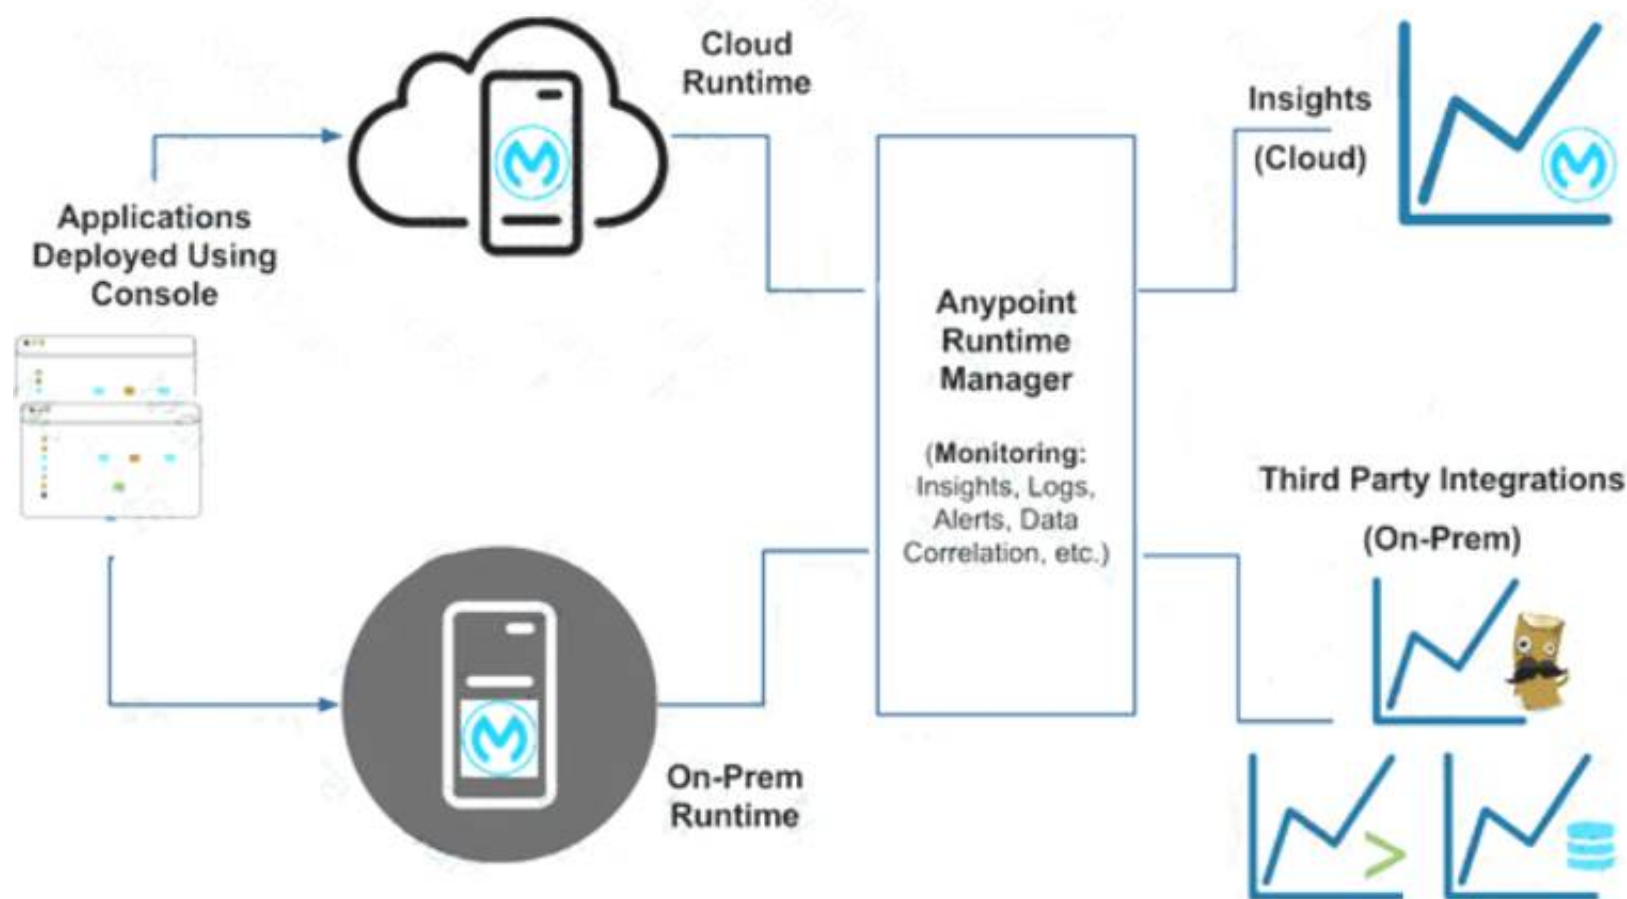 Cloud
Runtime
Insights
(Cloud)
Applications
Deployed Using
Console
Anypoint
Runtime
Manager
(Monitoring:
Insights, Logs,
Alerts, Data
Correlation, etc.)
Third Party Integrations
(On-Prem)
On-Prem
Runtime